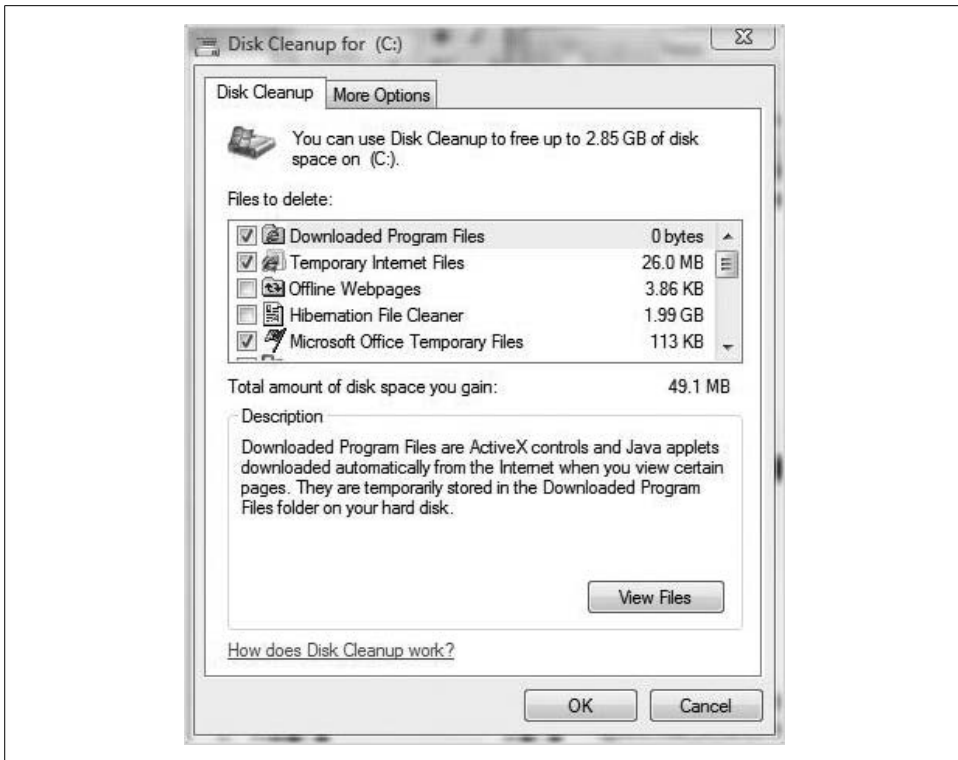 Disk Cleanup for (C:)
Disk Cleanup
More Options
You can use Disk Cleanup to free up to 2.85 GB of disk
space on (C:).
Files to delete:
Downloaded Program Files 0 bytes
Temporary Internet Files 26.0 MB
Offline Webpages 3.86 KB
Hibernation File Cleaner 1.99 GB
Microsoft Office Temporary Files 113 KB
Total amount of disk space you gain: 49.1 MB
Description
Downloaded Program Files are ActiveX controls and Java applets
downloaded automatically from the Internet when you view certain
pages. They are temporarily stored in the Downloaded Program
Files folder on your hard disk.
View Files
How does Disk Cleanup work?
OK
Cancel